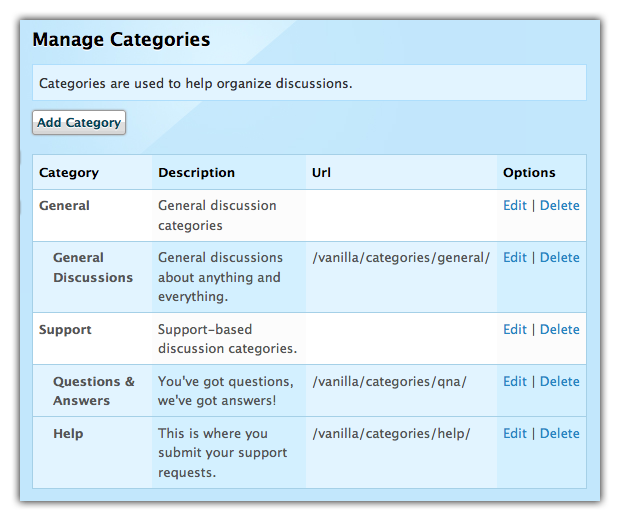 Manage Categories
Categories are used to help organize discussions.
Add Category
Category Description Url Options
General General discussion Edit | Delete
categories
General General discussions /vanilla/categories/general/ Edit | Delete
Discussions about anything and
everything.
Support Support-based Edit | Delete
discussion categories.
Questions & You've got questions, /vanilla/categories/qna/ Edit | Delete
Answers we've got answers!
Help This is where you /vanilla/categories/help/ Edit | Delete
submit your support
requests.